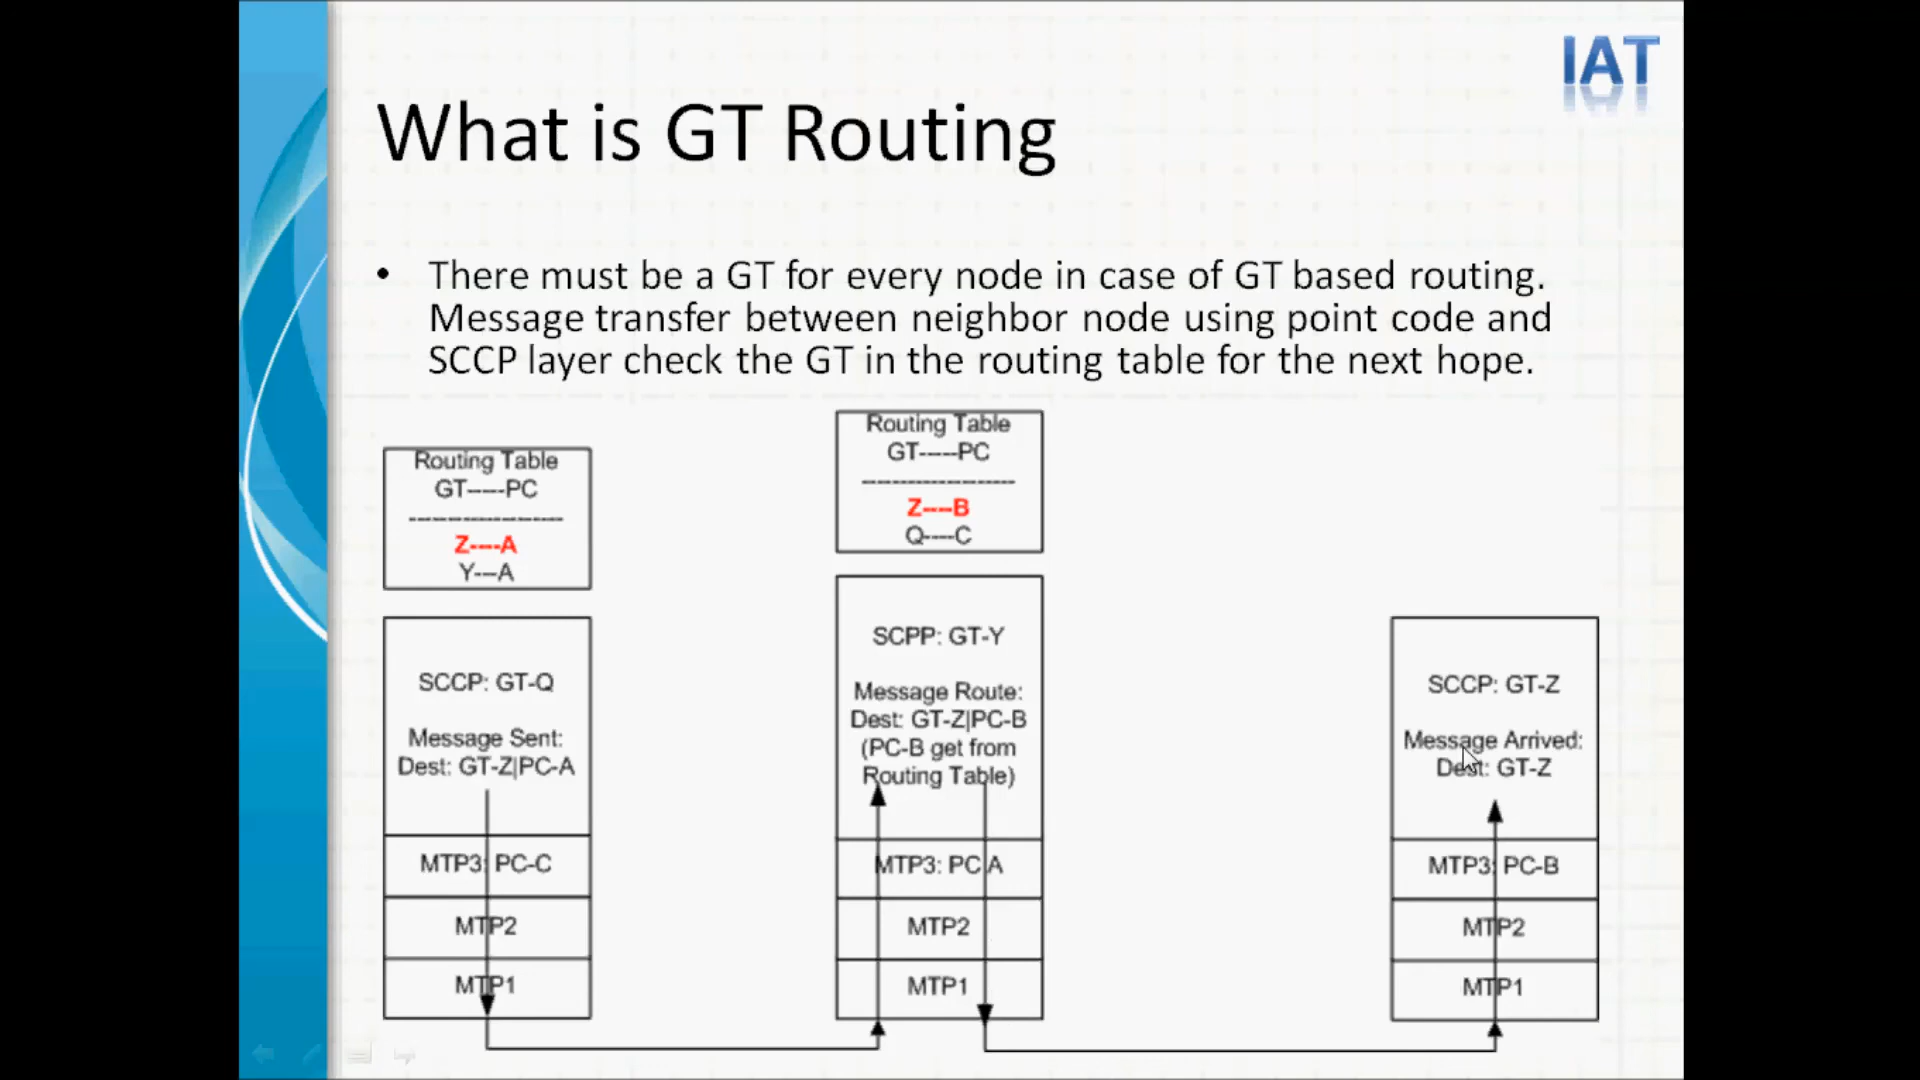 IAT
What is GT Routing
• There must be a GT for every node in case of GT based routing.
Message transfer between neighbor node using point code and
SCCP layer check the GT in the routing table for the next hope.
Routing Table
GT-----PC
--------------------
Z----A
Y---A
SCCP: GT-Q
Message Sent:
Dest: GT-Z|PC-A
MTP3: PC-C
MTP2
MTP1
Routing Table
GT-----PC
--------------------
Z----B
Q----C
SCPP: GT-Y
Message Route:
Dest: GT-Z|PC-B
(PC-B get from
Routing Table)
MTP3: PC A
MTP2
MTP1
SCCP: GT-Z
Message Arrived:
Dest: GT-Z
MTP3: PC-B
MTP2
MTP1